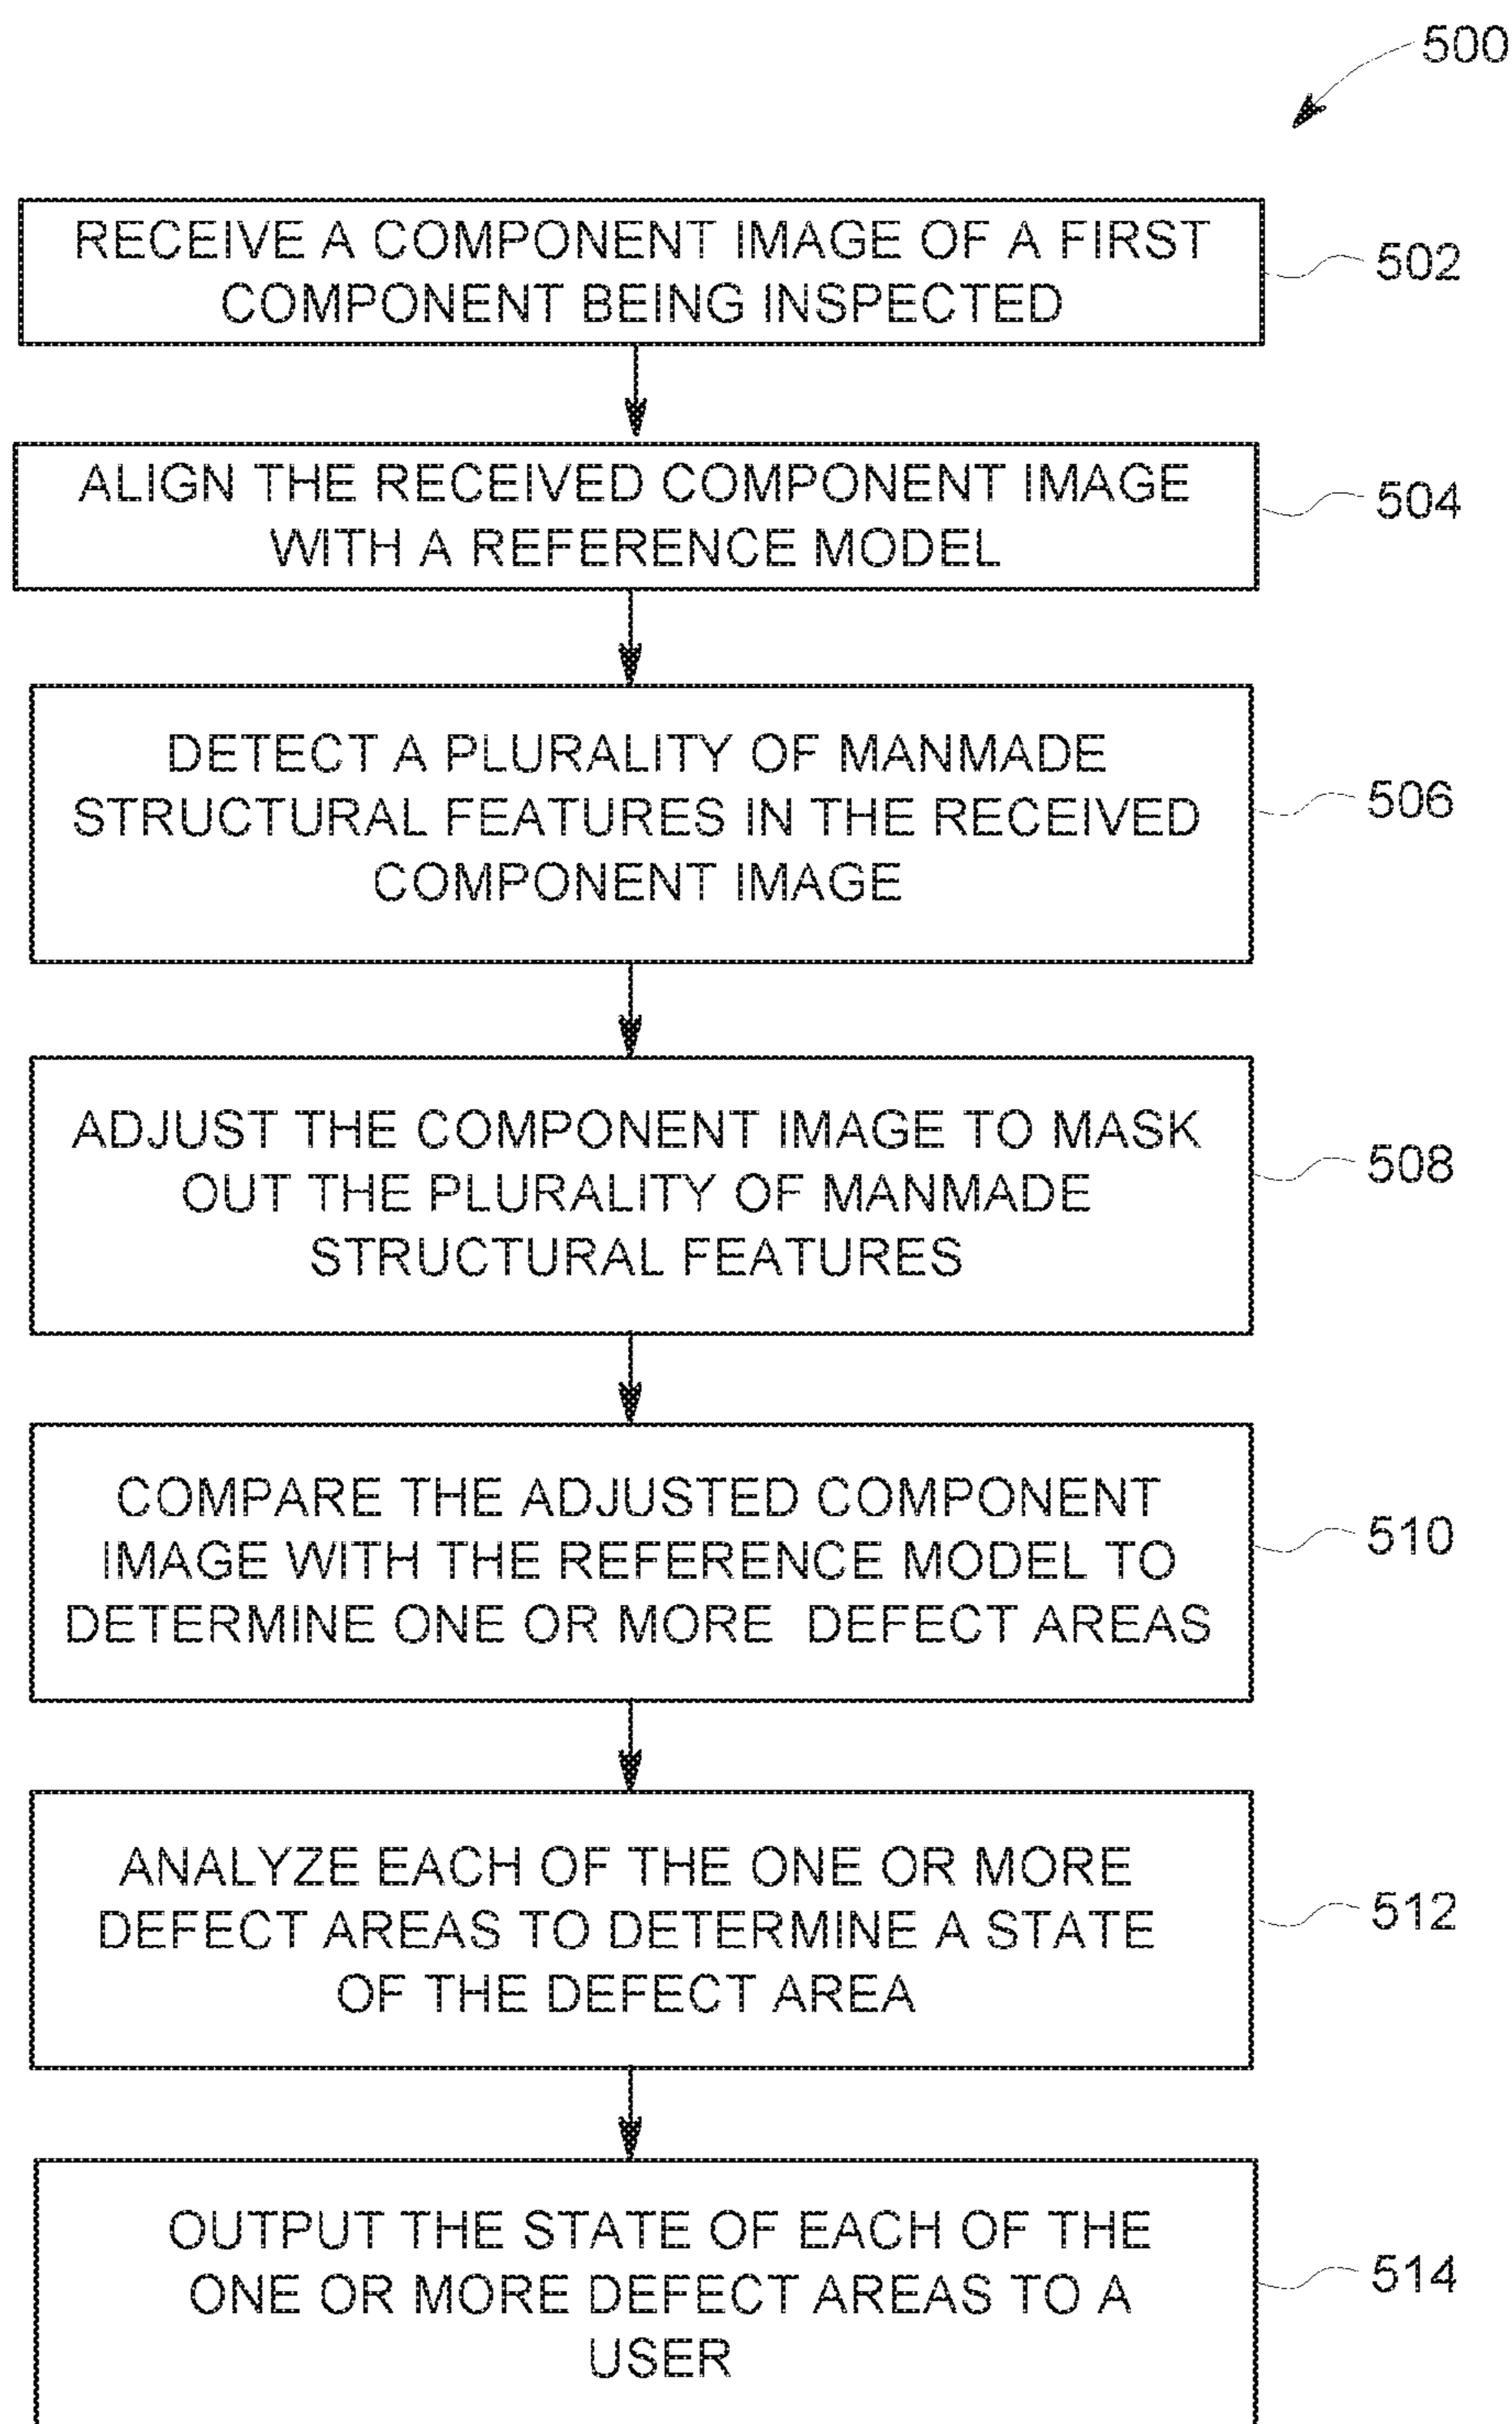 500
RECEIVE A COMPONENT IMAGE OF A FIRST
COMPONENT BEING INSPECTED
502
ALIGN THE RECEIVED COMPONENT IMAGE
WITH A REFERENCE MODEL
504
DETECT A PLURALITY OF MANMADE
STRUCTURAL FEATURES IN THE RECEIVED
COMPONENT IMAGE
506
ADJUST THE COMPONENT IMAGE TO MASK
OUT THE PLURALITY OF MANMADE
STRUCTURAL FEATURES
508
COMPARE THE ADJUSTED COMPONENT
IMAGE WITH THE REFERENCE MODEL TO
DETERMINE ONE OR MORE DEFECT AREAS
510
ANALYZE EACH OF THE ONE OR MORE
DEFECT AREAS TO DETERMINE A STATE
OF THE DEFECT AREA
512
OUTPUT THE STATE OF EACH OF THE
ONE OR MORE DEFECT AREAS TO A
USER
514